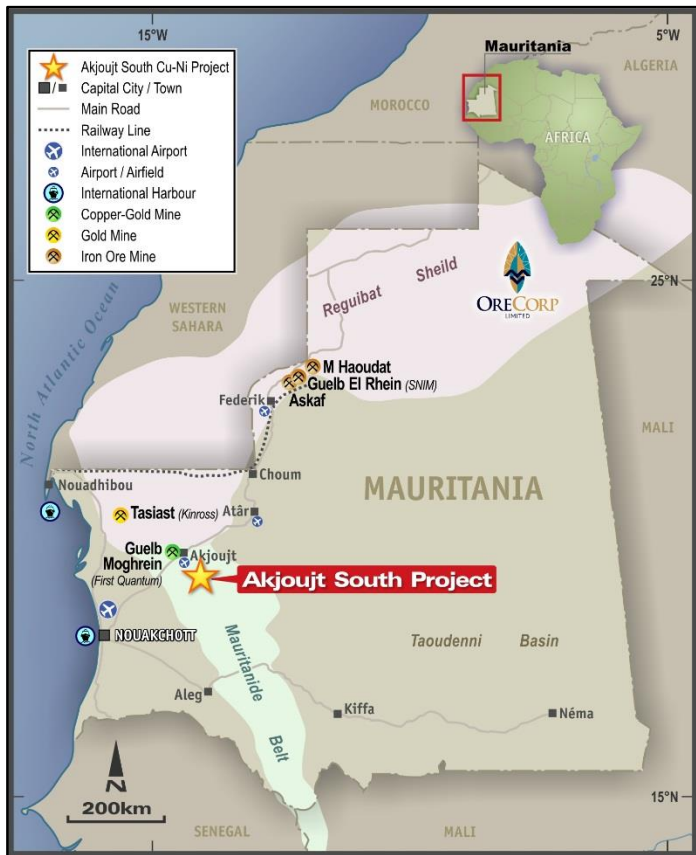 15°W
5°W
Akjoujt South Cu-Ni Project
Capital City / Town
Main Road
Railway Line
International Airport
Airport / Airfield
International Harbour
Copper-Gold Mine
Gold Mine
Iron Ore Mine
Mauritania
ALGERIA
MOROCCO
AFRICA
North Atlantic Ocean
WESTERN
SAHARA
Reguibat Sheild
ORECORP
LIMITED
25°N
M Haoudat
Guelb El Rhein (SNIM)
Askaf
Federik
MALI
Nouadhibou
Choum
MAURITANIA
Tasiast (Kinross)
Atâr
Guelb
Moghrein
(First Quantum)
Akjoujt
Akjoujt South Project
NOUAKCHOTT
Mauritanide
Belt
Taoudenni Basin
Aleg
Kiffa
Néma
N
200km
15°N
SENEGAL
MALI